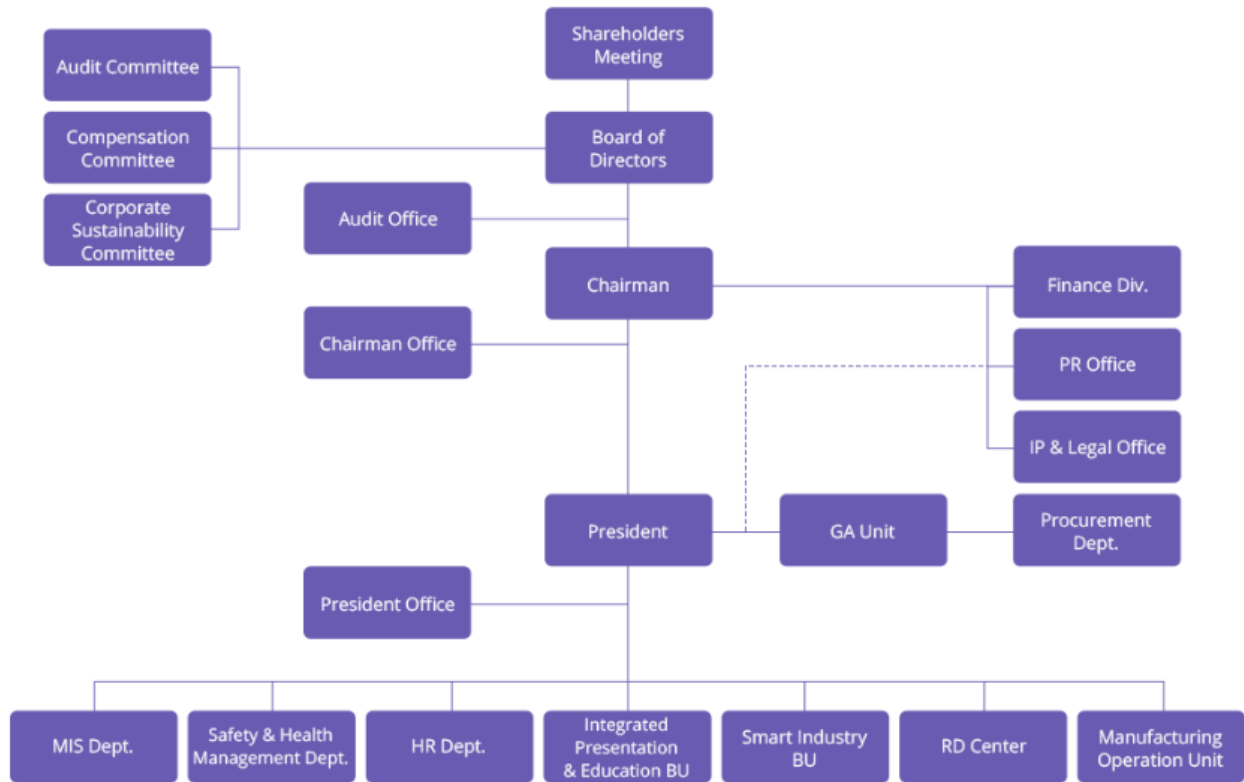 Shareholders
Meeting
Audit Committee
Compensation
Committee
Board of
Directors
Corporate
Sustainability
Committee
Audit Office
Chairman
Finance Div.
Chairman Office
PR Office
IP & Legal Office
President
GA Unit
Procurement
Dept.
President Office
MIS Dept.
Safety & Health
Management Dept.
HR Dept.
Integrated
Presentation
& Education BU
Smart Industry
BU
RD Center
Manufacturing
Operation Unit